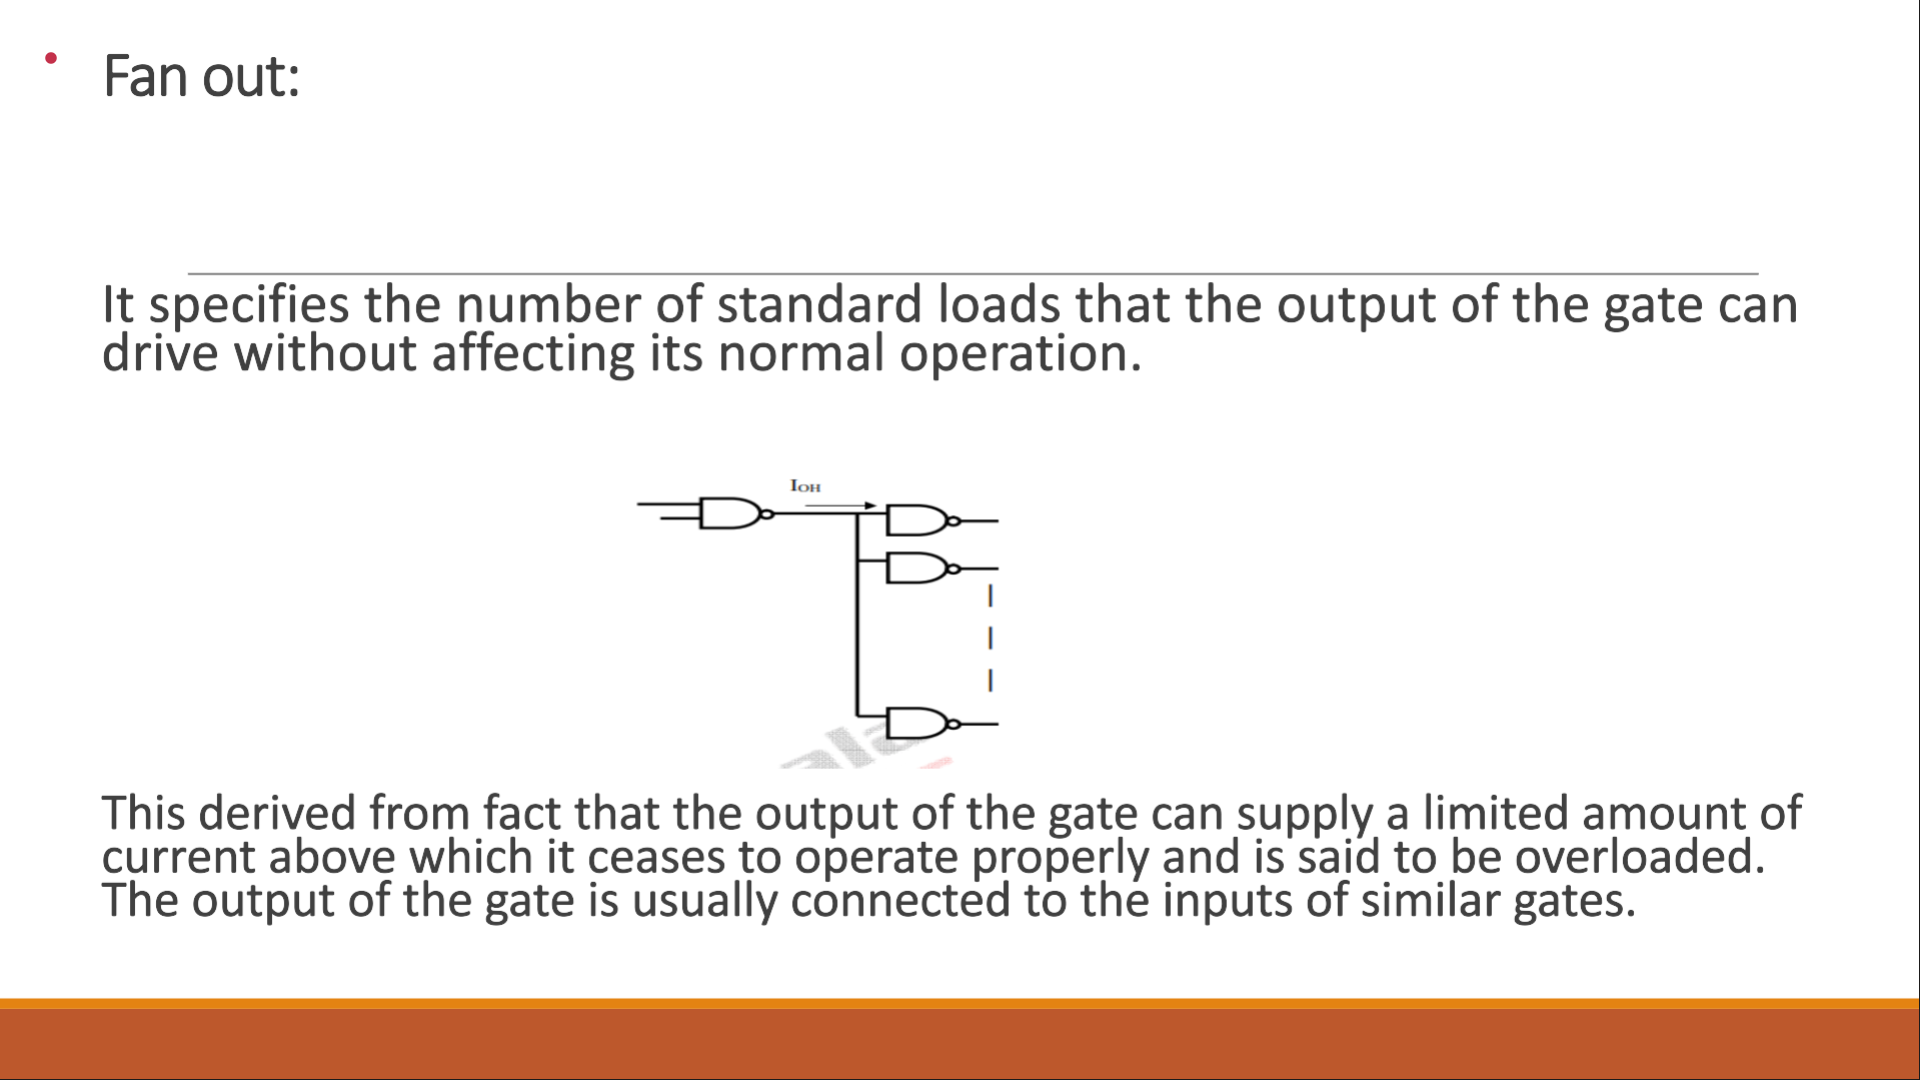 • Fan out:
It specifies the number of standard loads that the output of the gate can
drive without affecting its normal operation.
IOH
This derived from fact that the output of the gate can supply a limited amount of
current above which it ceases to operate properly and is said to be overloaded.
The output of the gate is usually connected to the inputs of similar gates.